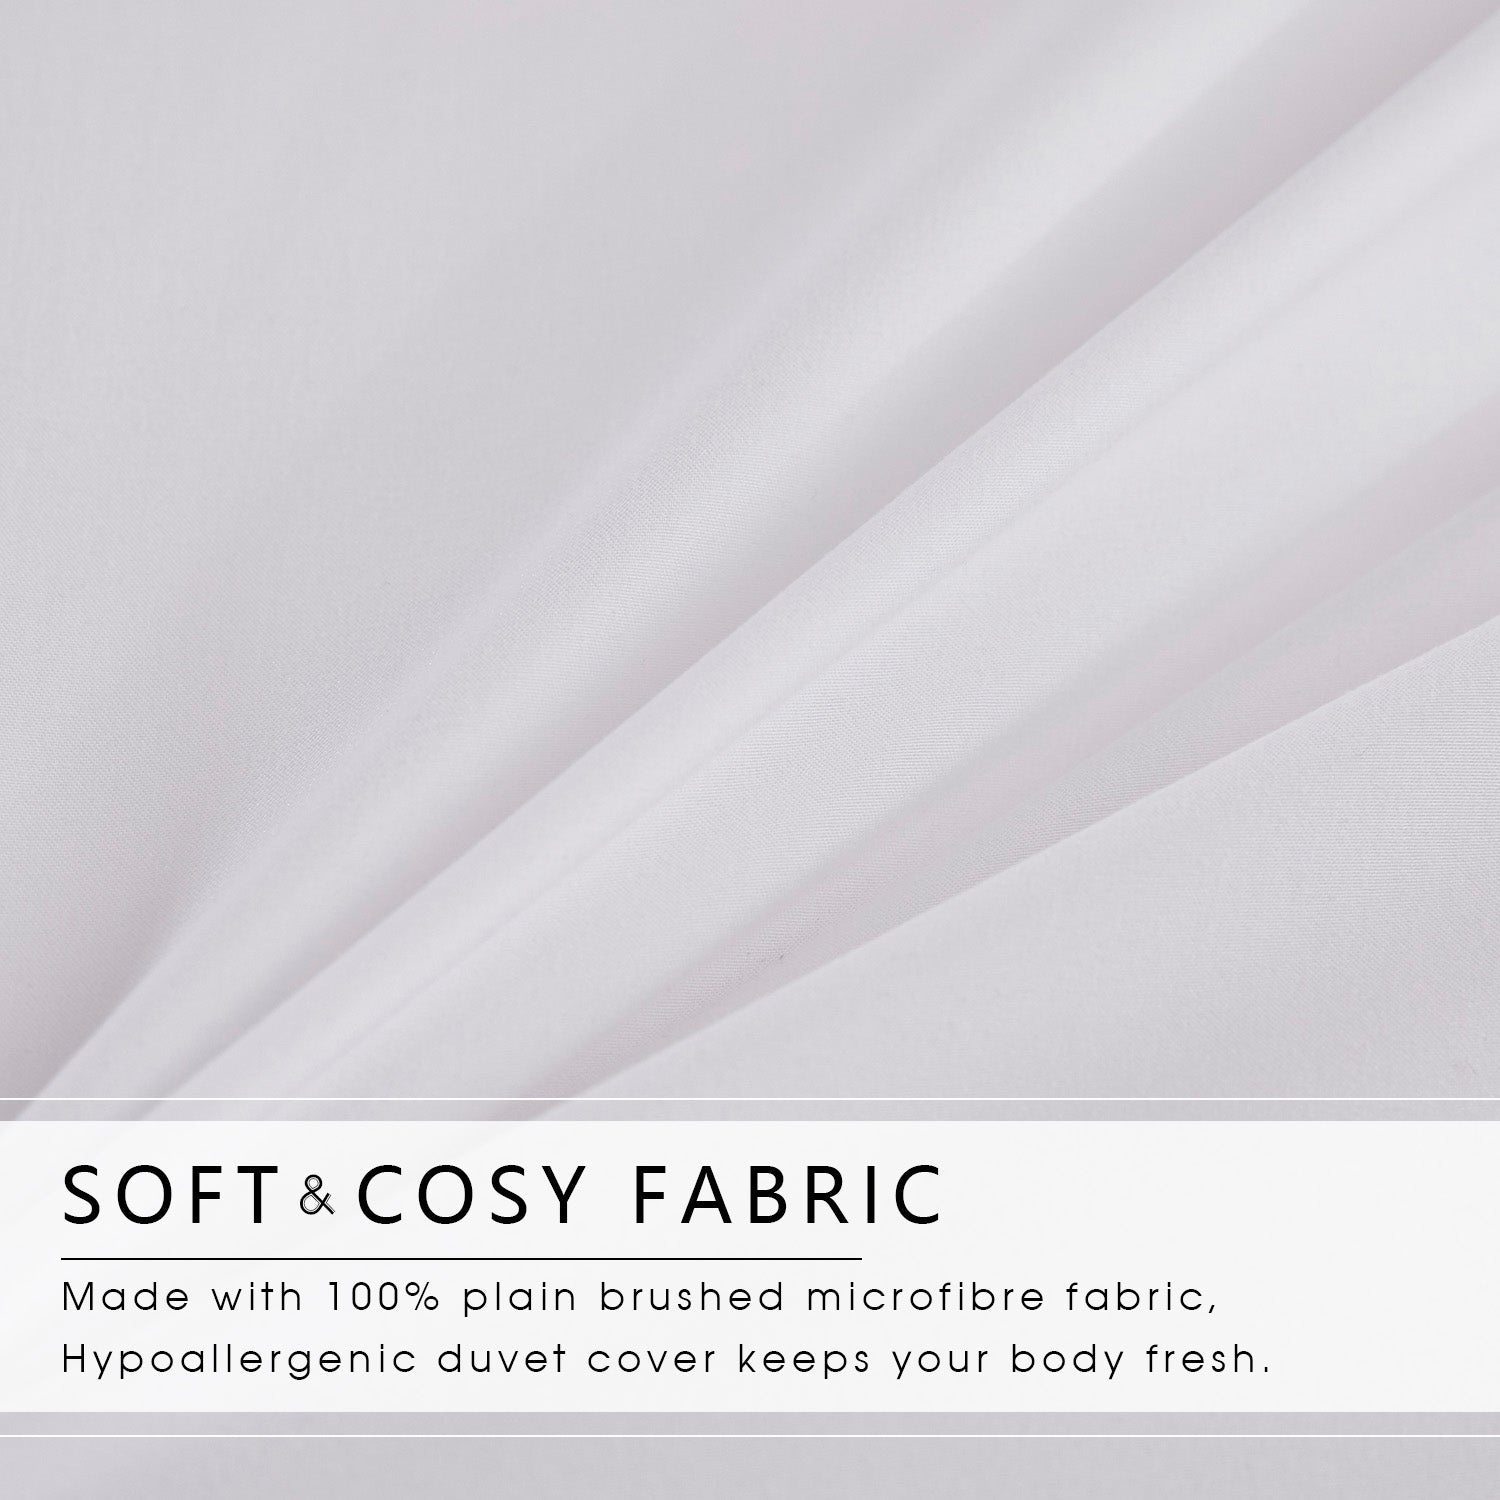 SOFT & COSY FABRIC
Made with 100% plain brushed microfibre fabric,
Hypoallergenic duvet cover keeps your body fresh.